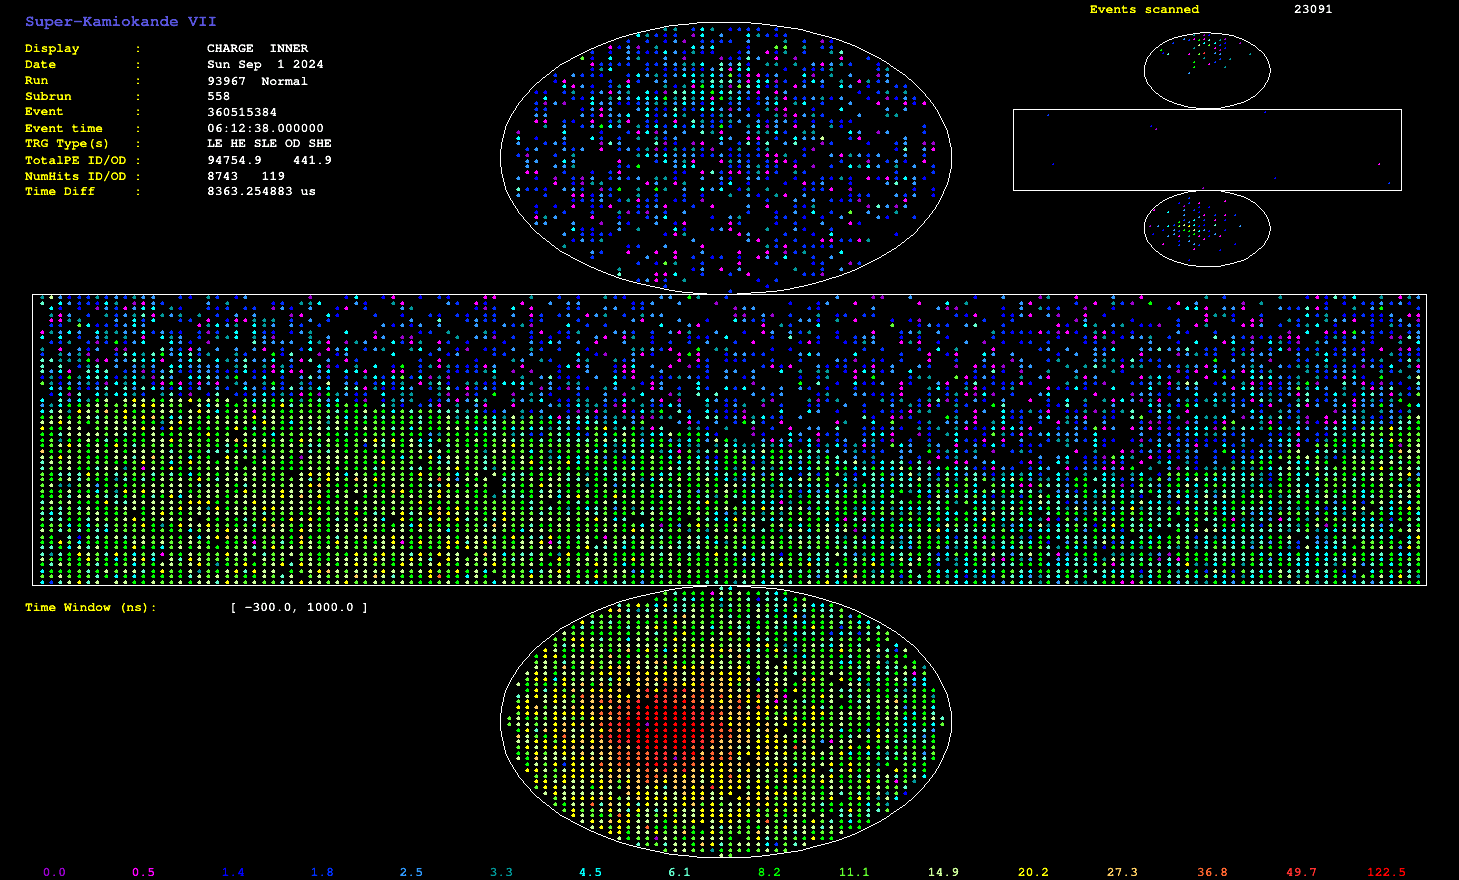 Super-Kamiokande VII
Events scanned 23091
Display : CHARGE INNER
Date : Sun Sep 1 2024
Run : 93967 Normal
Subrun : 558
Event : 360515384
Event time : 06:12:38.000000
TRG Type(s) : LE HE SLE OD SHE
TotalPE ID/OD : 94754.9 441.9
NumHits ID/OD : 8743 119
Time Diff : 8363.254883 us
Time Window (ns): [ -300.0, 1000.0 ]
0.0 0.5 1.4 1.8 2.5 3.3 4.5 6.1 8.2 11.1 14.9 20.2 27.3 36.8 49.7 122.5